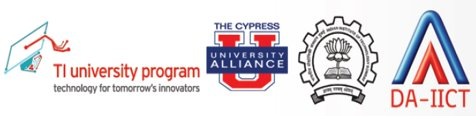 TI university program
technology for tomorrow's innovators
THE CYPRESS
UNIVERSITY
ALLIANCE
U
DA-IICT